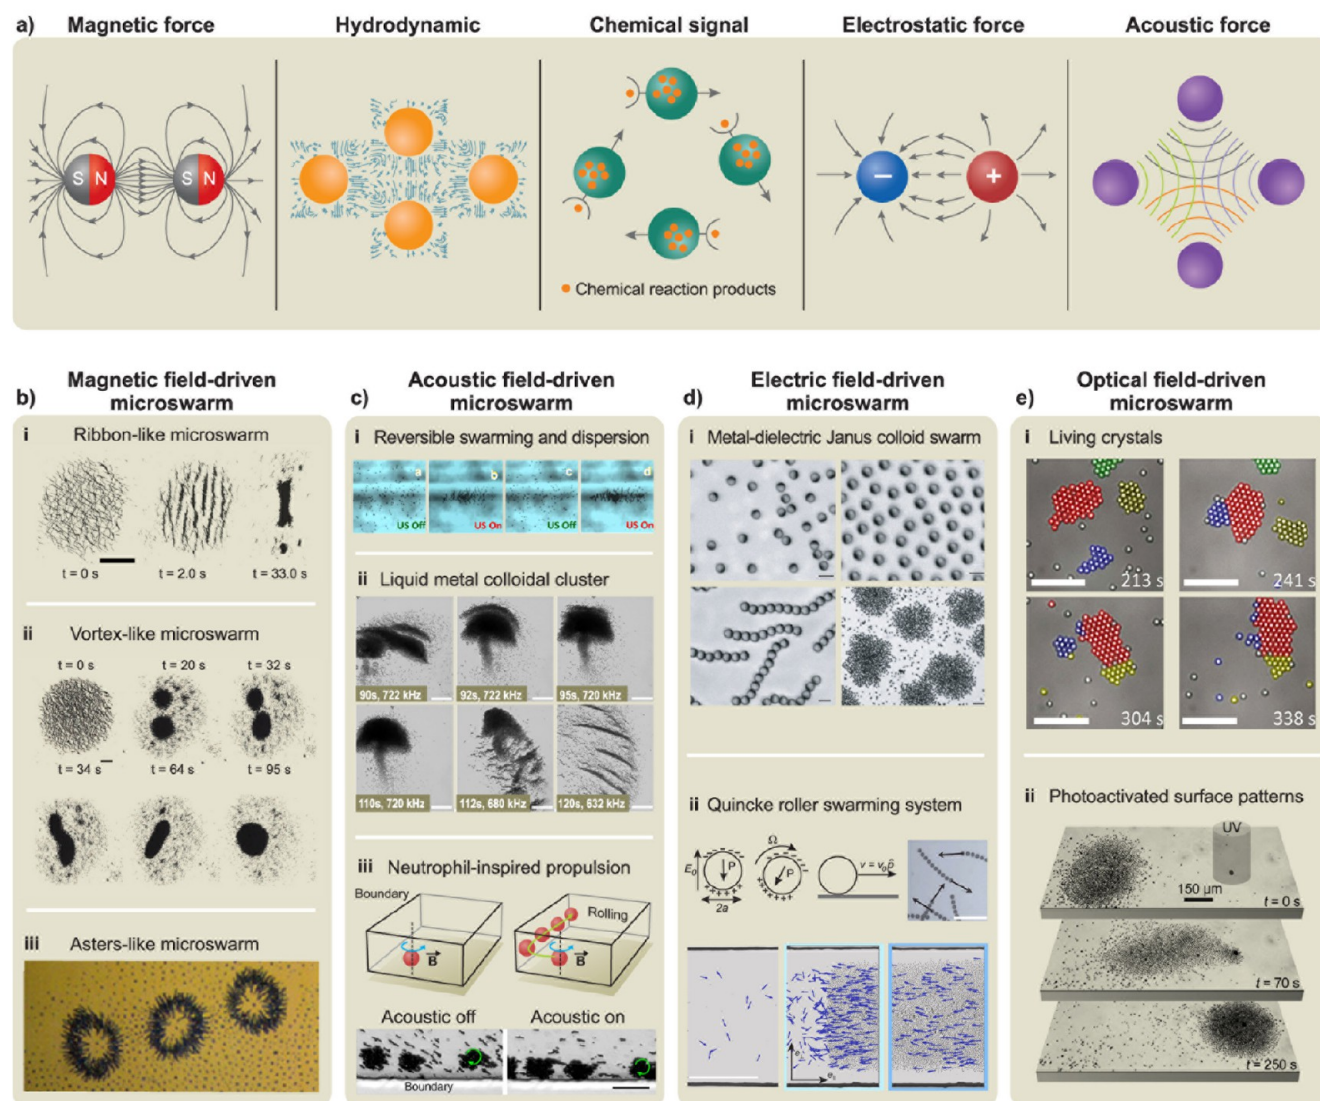 a)
Magnetic force
Hydrodynamic
Chemical signal
Electrostatic force
Acoustic force
S N S N
− +
Chemical reaction products
b)
Magnetic field-driven
microswarm
i Ribbon-like microswarm
t = 0 s t = 2.0 s t = 33.0 s
ii Vortex-like microswarm
t = 0 s t = 20 s t = 32 s
t = 34 s t = 64 s t = 95 s
iii Asters-like microswarm
c)
Acoustic field-driven
microswarm
i Reversible swarming and dispersion
a b c d
US Off US On US Off US On
ii Liquid metal colloidal cluster
90s, 722 kHz 92s, 722 kHz 95s, 720 kHz
110s, 720 kHz 112s, 680 kHz 120s, 632 kHz
iii Neutrophil-inspired propulsion
Boundary
Rolling
B B
Acoustic off Acoustic on
Boundary
d)
Electric field-driven
microswarm
i Metal-dielectric Janus colloid swarm
ii Quincke roller swarming system
E0 P Ω P v = v0p̂
2a
e)
Optical field-driven
microswarm
i Living crystals
213 s 241 s
304 s 338 s
ii Photoactivated surface patterns
UV
150 µm
t = 0 s
t = 70 s
t = 250 s